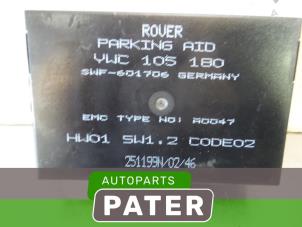 ROVER
PARKING AID
YWC 105 180
SWF-601706 GERMANY
EMC TYPE NO: A0047
HW01 SW1.2 CODE02
251199N/02/46
AUTOPARTS
PATER